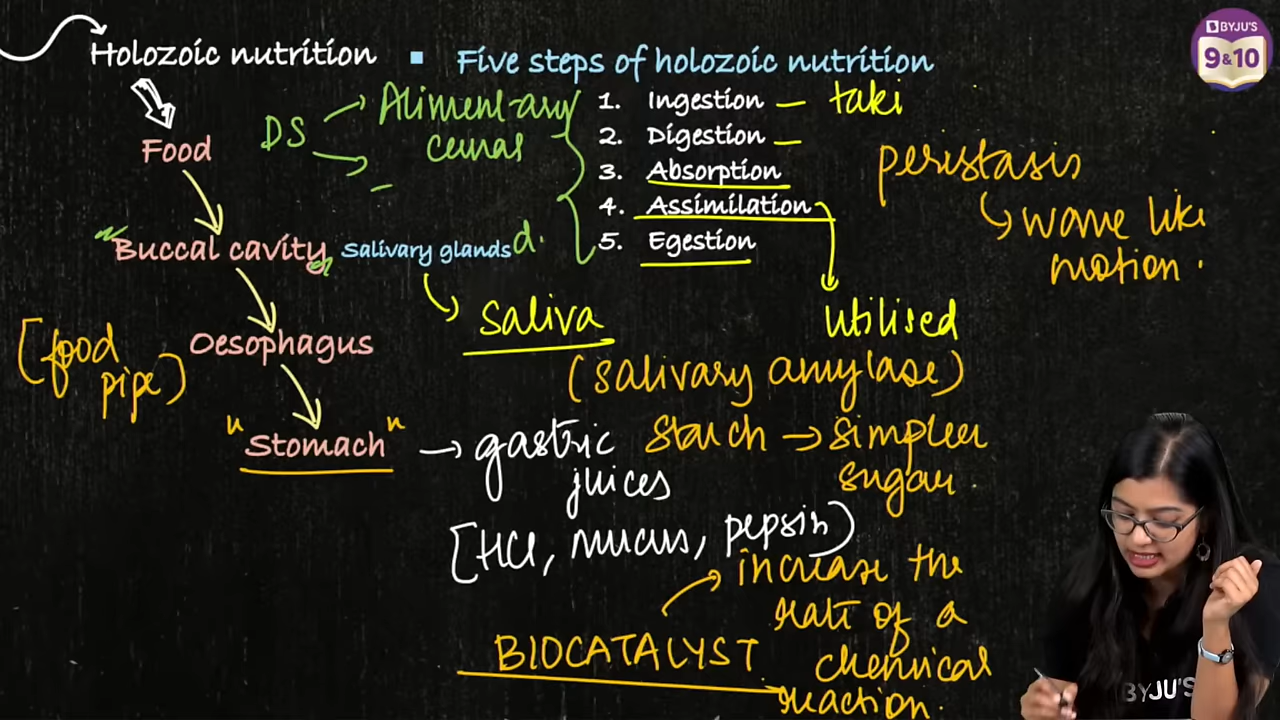 Holozoic nutrition
▪ Five steps of holozoic nutrition
BYJU'S
9&10
Food
DS
Alimentary
canal
1. Ingestion – taki
2. Digestion –
3. Absorption
4. Assimilation
5. Egestion
peristasis
wave like
motion.
"Buccal cavity"
Salivary glands
saliva
utilised
(salivary amylase)
starch → simpler
sugar.
[food
pipe)
Oesophagus
"Stomach"
→ gastric
juices
[HCl, mucus, pepsin)
increase the
rate of a
chemical
reaction.
BIOCATALYST
BYJU'S